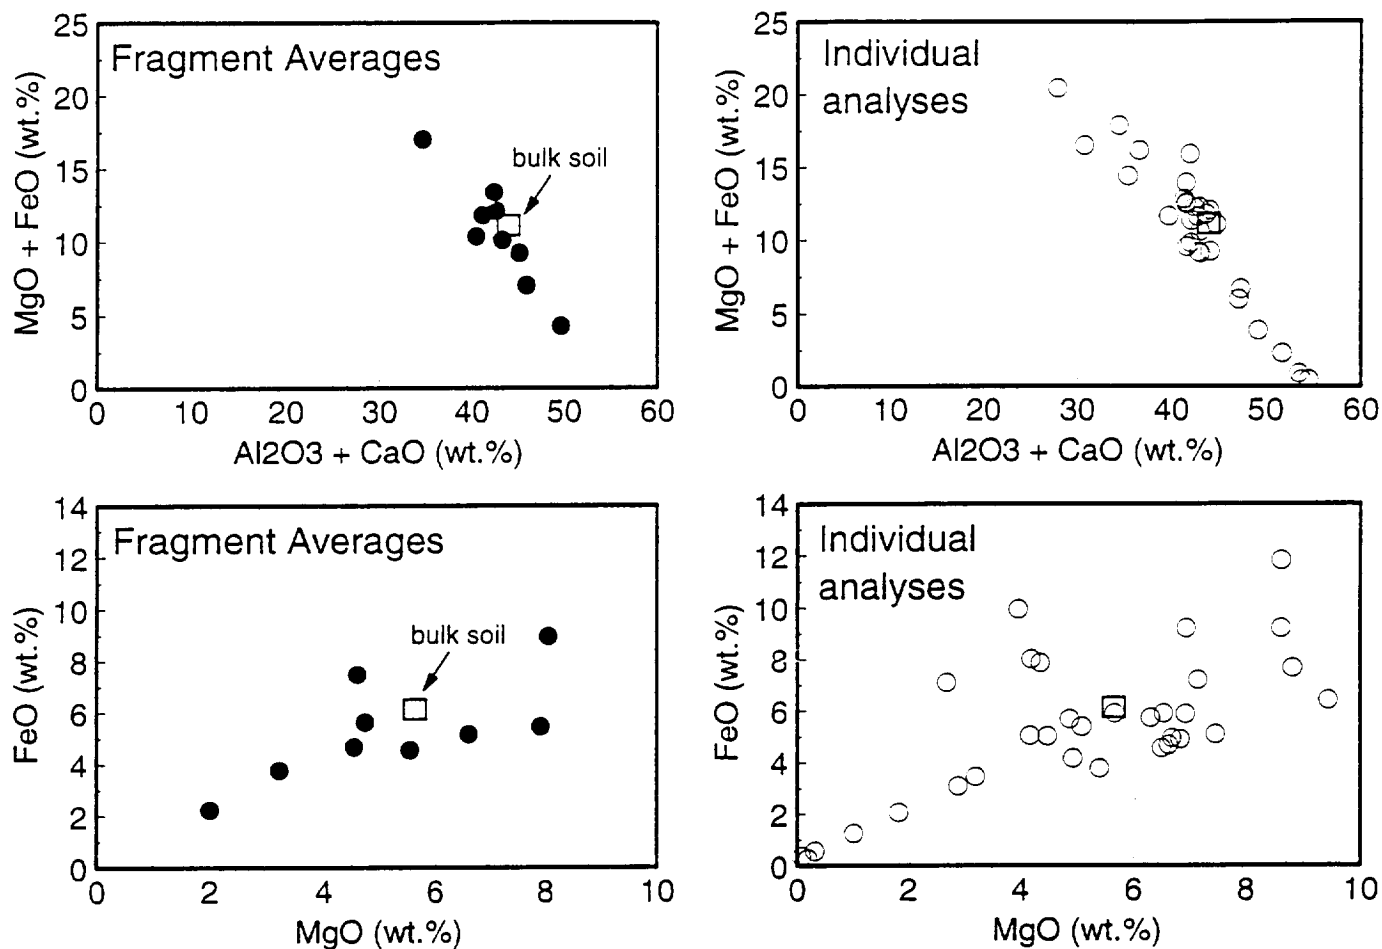 25
20
15
10
5
0
MgO + FeO (wt.%)
Fragment Averages
bulk soil
0 10 20 30 40 50 60
Al2O3 + CaO (wt.%)
25
20
15
10
5
0
MgO + FeO (wt.%)
Individual
analyses
0 10 20 30 40 50 60
Al2O3 + CaO (wt.%)
14
12
10
8
6
4
2
0
FeO (wt.%)
Fragment Averages
bulk soil
0 2 4 6 8 10
MgO (wt.%)
14
12
10
8
6
4
2
0
FeO (wt.%)
Individual
analyses
0 2 4 6 8 10
MgO (wt.%)